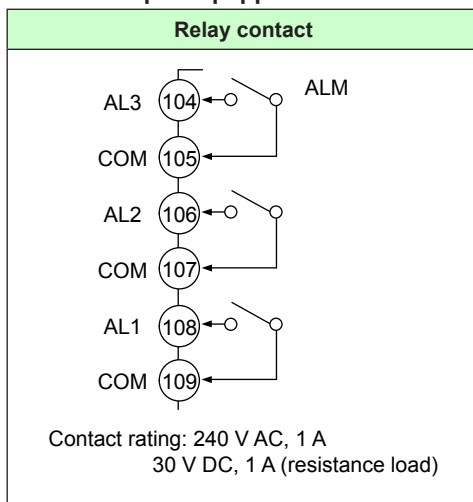 Relay contact
AL3 104 ALM
COM 105
AL2 106
COM 107
AL1 108
COM 109
Contact rating: 240 V AC, 1 A
30 V DC, 1 A (resistance load)